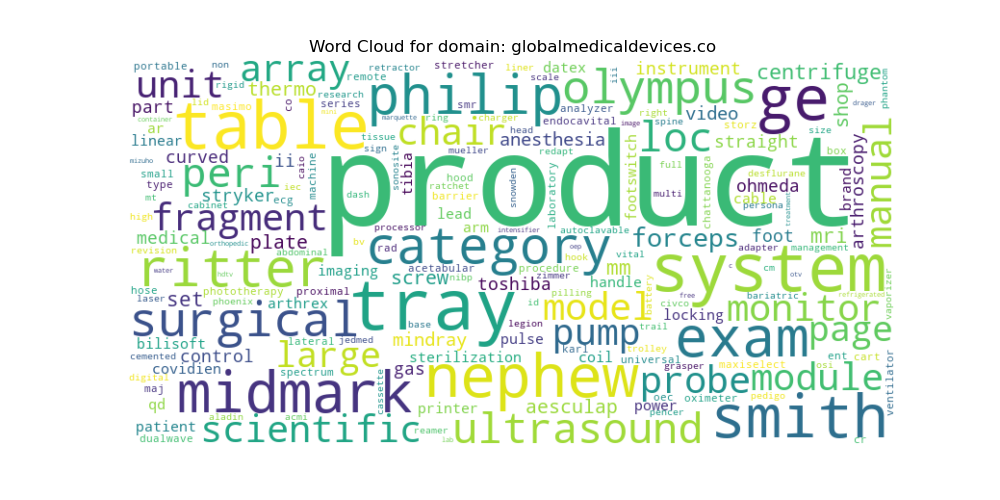 Word Cloud for domain: globalmedicaldevices.co
portable non retractor stretcher liner iii instrument centrifuge phantom
unit array rigid remote datex scale
thermo philip olympus ge shop drager
part lid masimo research series co smr analyzer video
ar table marquette ring charger endocavital right storz size
linear tissue chair head anesthesia loc straight box manual
curved ii sign mueller redapt image spine arthroscopy
mizuho caio sonosite tibia product full
small peri machine hood snowden laboratory footswitch chattanooga desflurane
type stryker iec dash ratchet multi ohmeda brand
mt cabinet ecg barrier cable persona treatment
high fragment lead processor intensifier autoclavable foot adapter management
revision medical plate arm category forceps mri
orthopedic abdominal bv oep hook vital
ritter water hdtv imaging rad acetabular procedure mm system c cm otv
hose laser phototherapy proximal screw nibp zimmer toshiba handle battery free bariatric refrigerated vaporizer
set phoenix arthrex tray id pilling model civco monitor
surgical base legion locking trail
cemented lateral jedmed pulse pump exam page
bilisoft control large mindray karl trolley universal ent cart
covidien spectrum gas sterilization coil grasper maxiselect osi
digital midmark cassette nephew probe module ventilator
maj oec oximeter pedigo
qd aladin acmi printer aesculap power pencer smith
patient scientific reamer ultrasound
dualwave lab cr
container